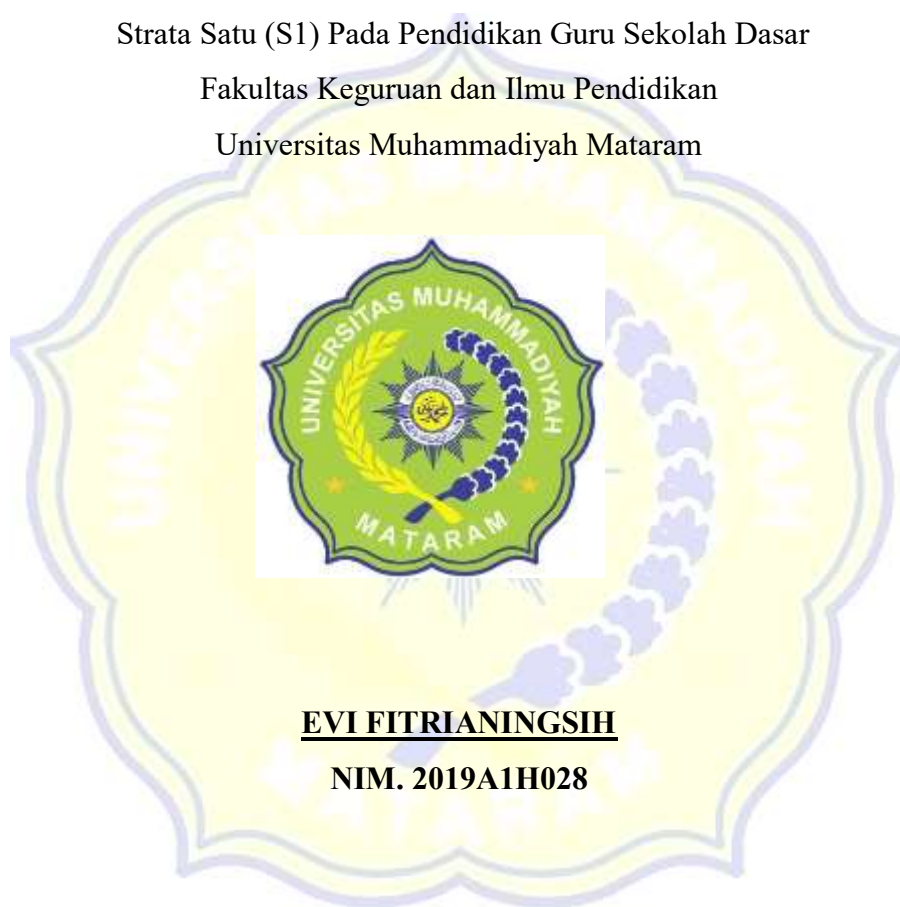 Strata Satu (S1) Pada Pendidikan Guru Sekolah Dasar
Fakultas Keguruan dan Ilmu Pendidikan
Universitas Muhammadiyah Mataram
UNIVERSITAS MUHAMMADIYAH
MATARAM
EVI FITRIANINGSIH
NIM. 2019A1H028